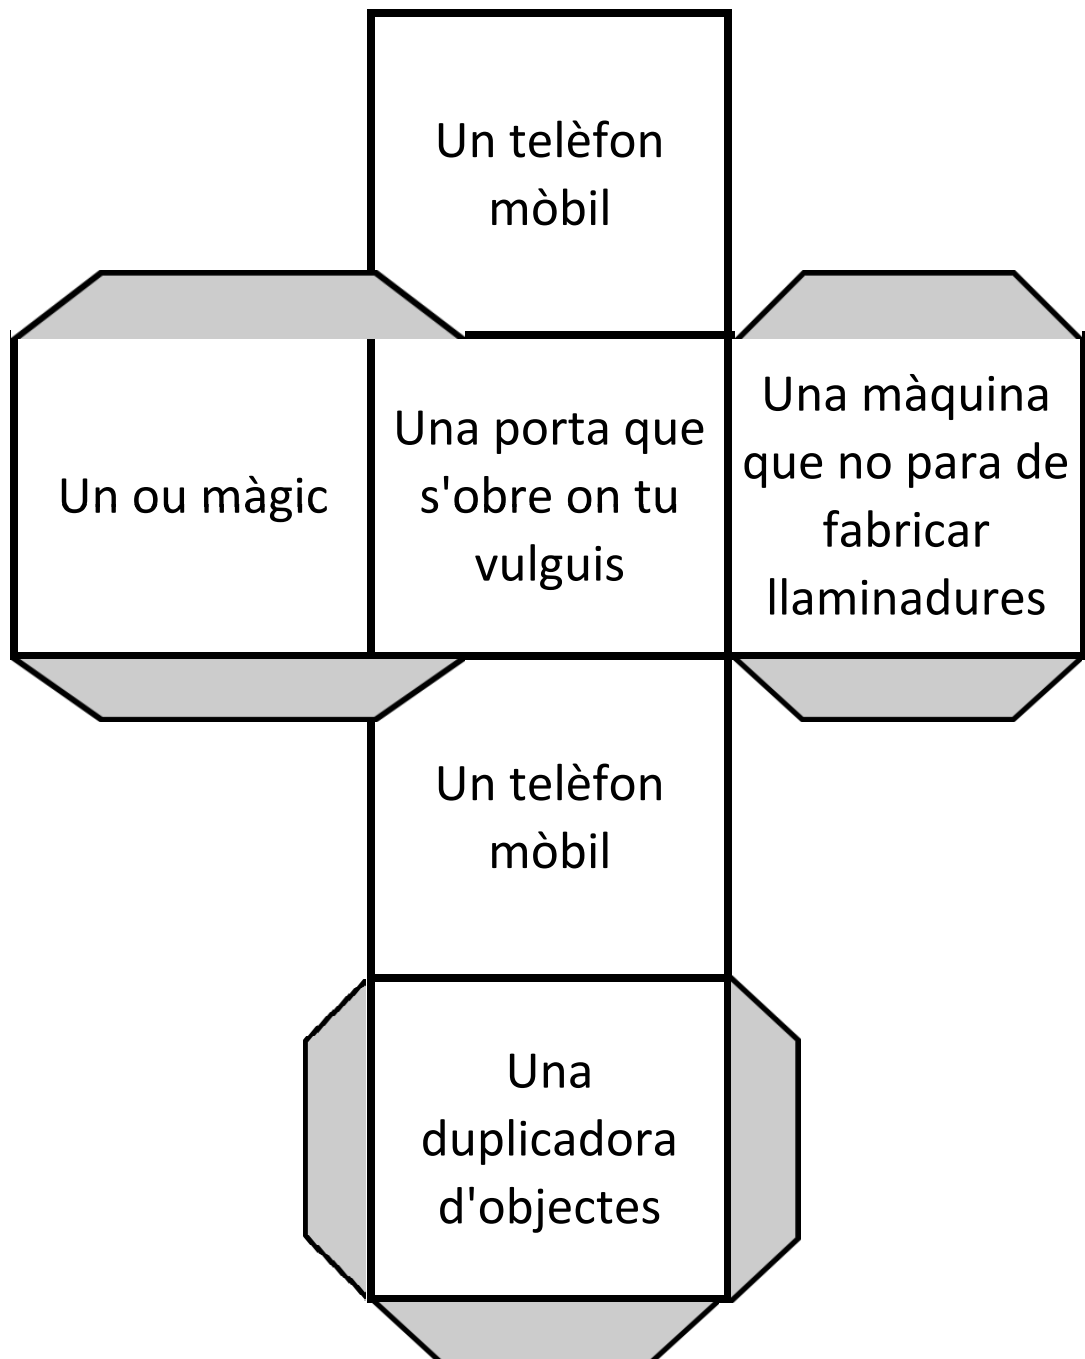 Un telèfon
mòbil
Un ou màgic
Una porta que
s'obre on tu
vulguis
Una màquina
que no para de
fabricar
llaminadures
Un telèfon
mòbil
Una
duplicadora
d'objectes